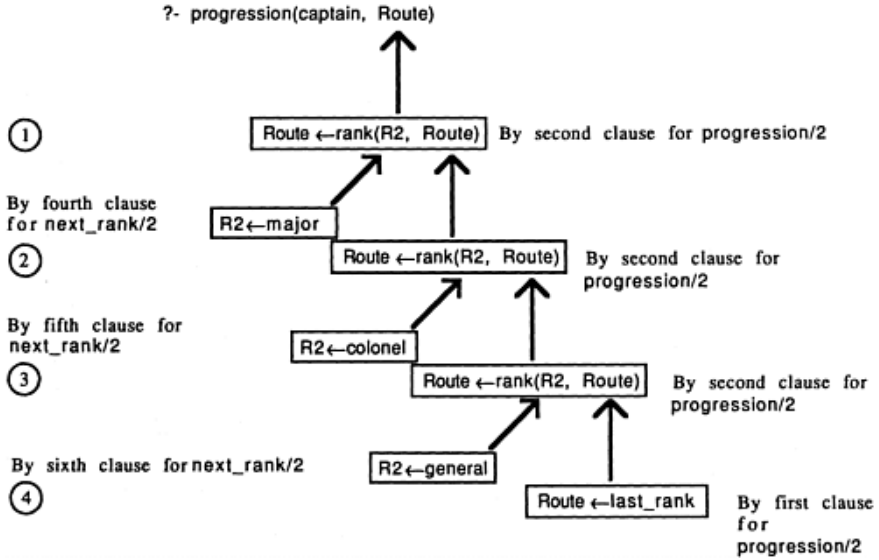 ?- progression(captain, Route)
1
Route ←rank(R2, Route)
By second clause for progression/2
By fourth clause
for next_rank/2
R2←major
2
Route ←rank(R2, Route)
By second clause for
progression/2
By fifth clause for
next_rank/2
R2←colonel
3
Route ←rank(R2, Route)
By second clause for
progression/2
By sixth clause for next_rank/2
R2←general
4
Route ←last_rank
By first clause
for
progression/2